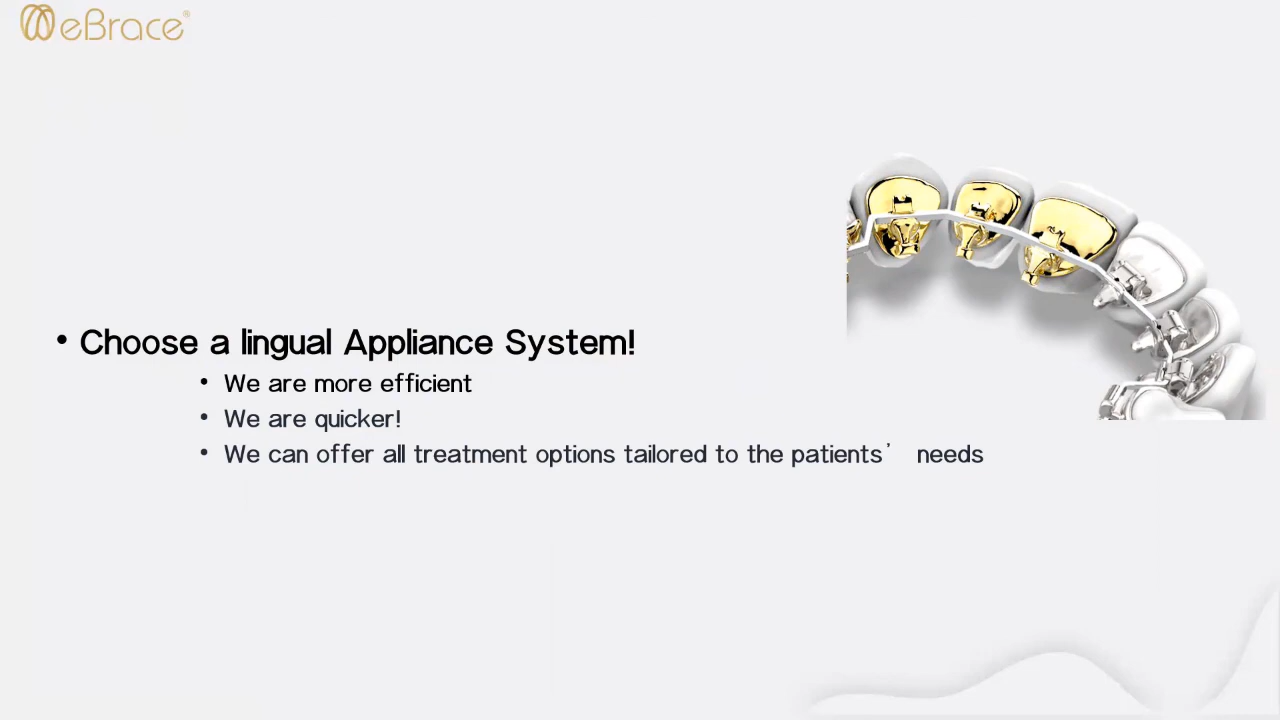 WeBrace®
• Choose a lingual Appliance System!
• We are more efficient
• We are quicker!
• We can offer all treatment options tailored to the patients’ needs